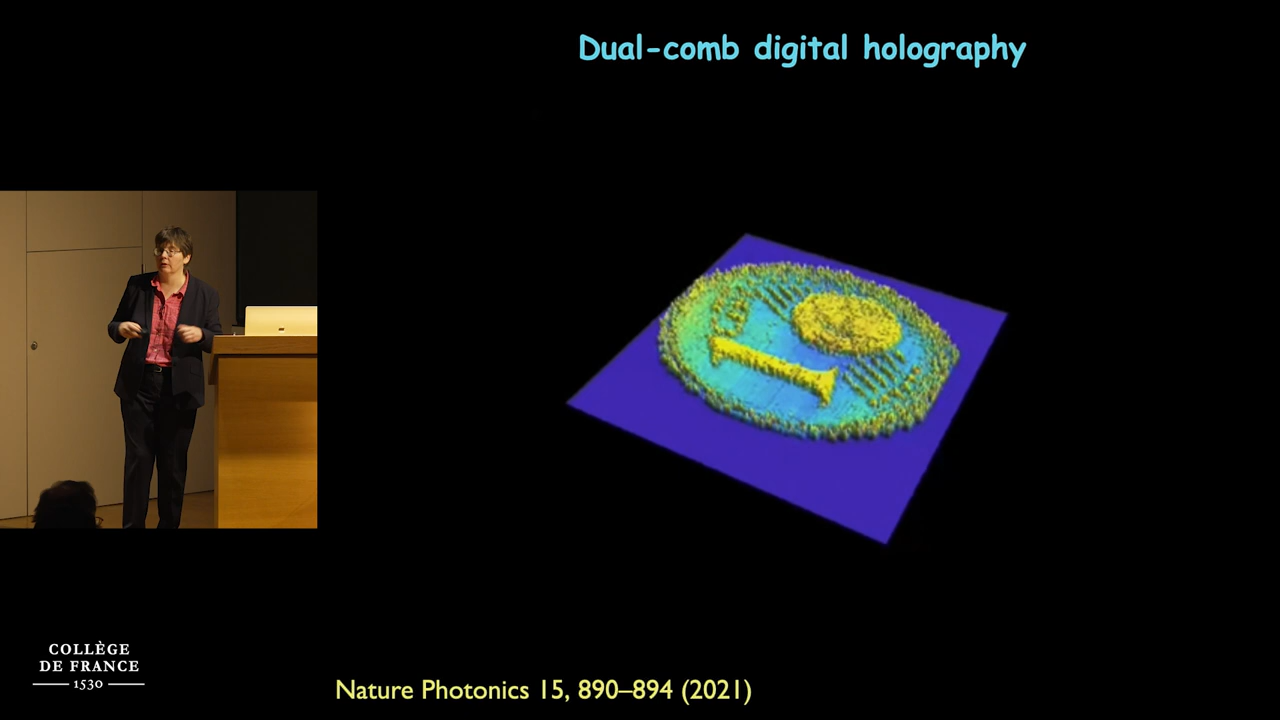 Dual-comb digital holography
COLLÈGE
DE FRANCE
1530
Nature Photonics 15, 890–894 (2021)